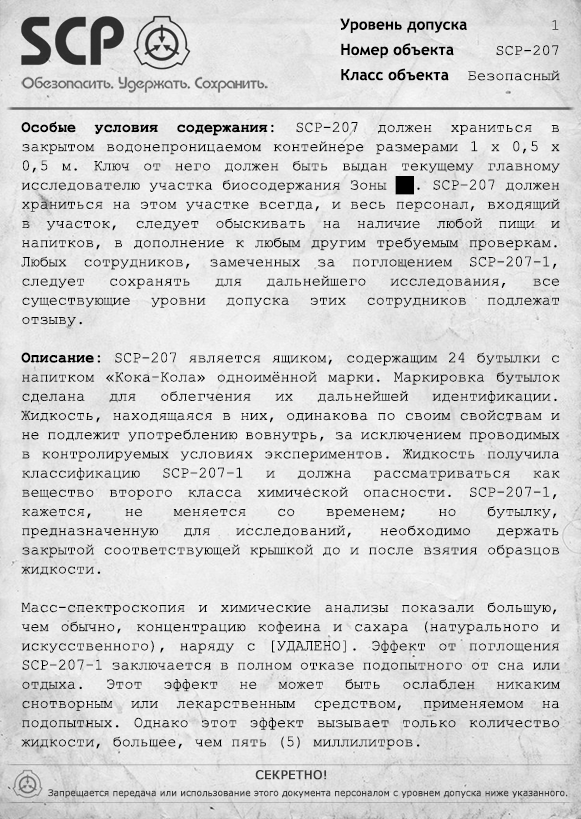 SCP
Обезопасить. Удержать. Сохранить.
Уровень допуска 1
Номер объекта SCP-207
Класс объекта Безопасный
Особые условия содержания: SCP-207 должен храниться в
закрытом водонепроницаемом контейнере размерами 1 х 0,5 х
0,5 м. Ключ от него должен быть выдан текущему главному
исследователю участка биосодержания Зоны . SCP-207 должен
храниться на этом участке всегда, и весь персонал, входящий
в участок, следует обыскивать на наличие любой пищи и
напитков, в дополнение к любым другим требуемым проверкам.
Любых сотрудников, замеченных за поглощением SCP-207-1,
следует сохранять для дальнейшего исследования, все
существующие уровни допуска этих сотрудников подлежат
отзыву.
Описание: SCP-207 является ящиком, содержащим 24 бутылки с
напитком «Кока-Кола» одноимённой марки. Маркировка бутылок
сделана для облегчения их дальнейшей идентификации.
Жидкость, находящаяся в них, одинакова по своим свойствам и
не подлежит употреблению вовнутрь, за исключением проводимых
в контролируемых условиях экспериментов. Жидкость получила
классификацию SCP-207-1 и должна рассматриваться как
вещество второго класса химической опасности. SCP-207-1,
кажется, не меняется со временем; но бутылку,
предназначенную для исследований, необходимо держать
закрытой соответствующей крышкой до и после взятия образцов
жидкости.
Масс-спектроскопия и химические анализы показали большую,
чем обычно, концентрацию кофеина и сахара (натурального и
искусственного), наряду с [УДАЛЕНО]. Эффект от поглощения
SCP-207-1 заключается в полном отказе подопытного от сна или
отдыха. Этот эффект не может быть ослаблен никаким
снотворным или лекарственным средством, применяемом на
подопытных. Однако этот эффект вызывает только количество
жидкости, большее, чем пять (5) миллилитров.
СЕКРЕТНО!
Запрещается передача или использование этого документа персоналом с уровнем допуска ниже указанного.